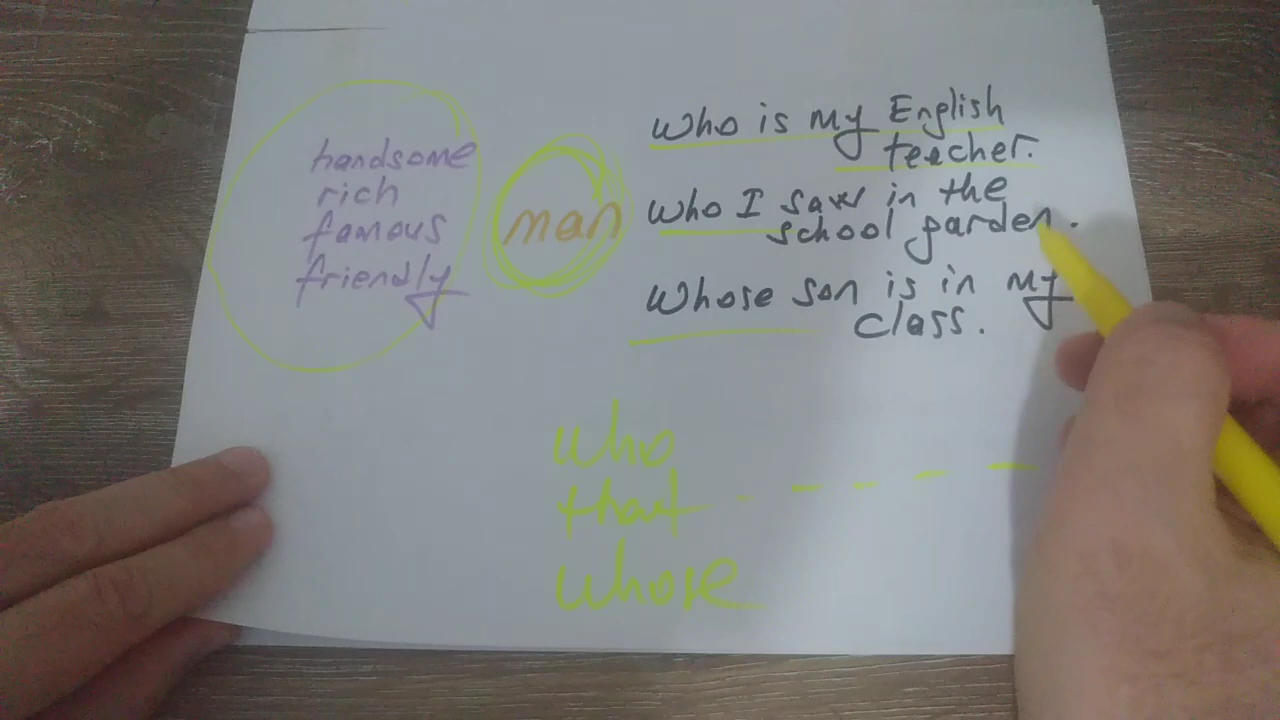 handsome
rich
famous
friendly
man
who is my English
teacher.
who I saw in the
school garden.
whose son is in my
class.
who
that
whose